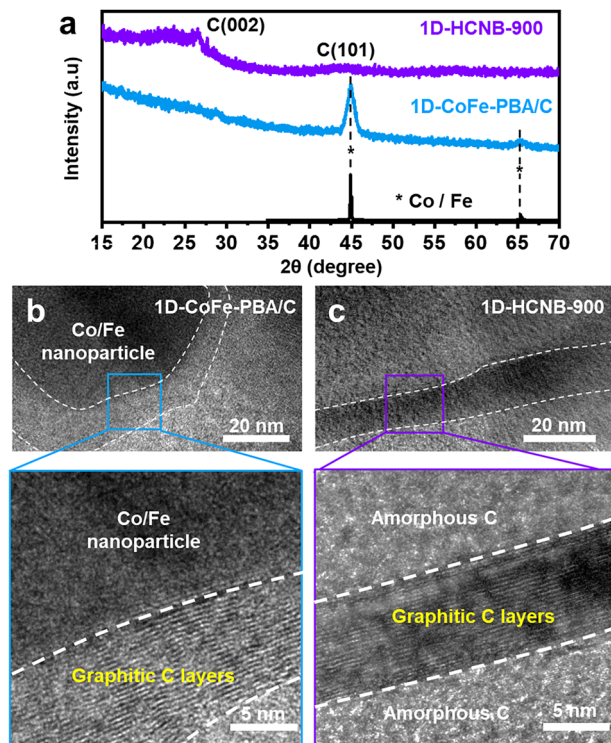 a
C(002)
1D-HCNB-900
C(101)
1D-CoFe-PBA/C
Intensity (a.u)
*
*
* Co / Fe
15 20 25 30 35 40 45 50 55 60 65 70
2θ (degree)
b
1D-CoFe-PBA/C
Co/Fe
nanoparticle
20 nm
c
1D-HCNB-900
20 nm
Co/Fe
nanoparticle
Graphitic C layers
5 nm
Amorphous C
Graphitic C layers
Amorphous C
5 nm